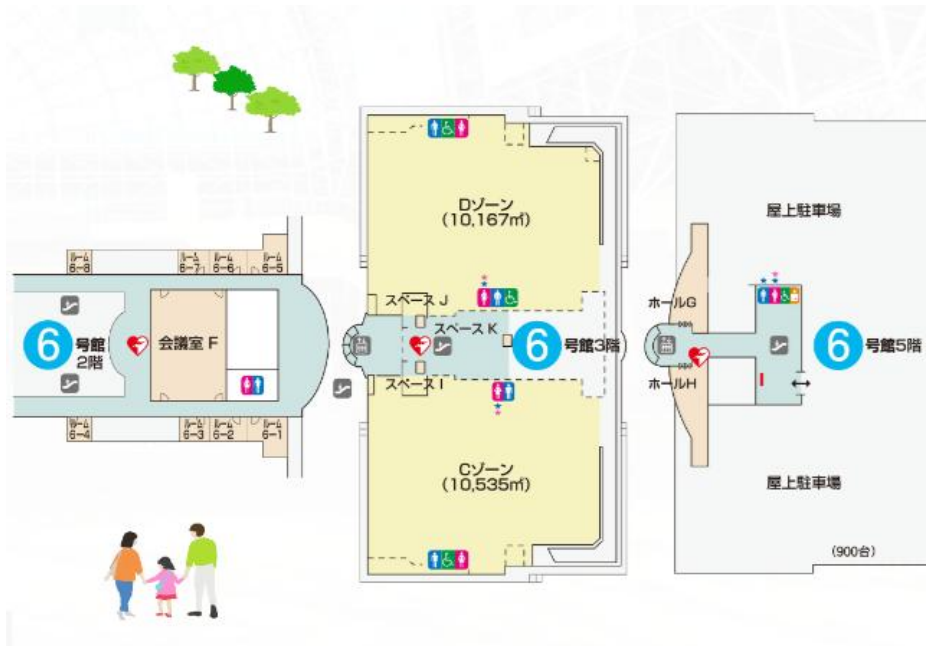 ルーム
6-8
ルーム
6-7
ルーム
6-6
ルーム
6-5
6
号館
2階
会議室 F
ルーム
6-4
ルーム
6-3
ルーム
6-2
ルーム
6-1
Dゾーン
(10,167㎡)
スペース J
スペース K
6
号館3階
スペース I
Cゾーン
(10,535㎡)
屋上駐車場
ホールG
6
号館5階
ホールH
屋上駐車場
(900台)